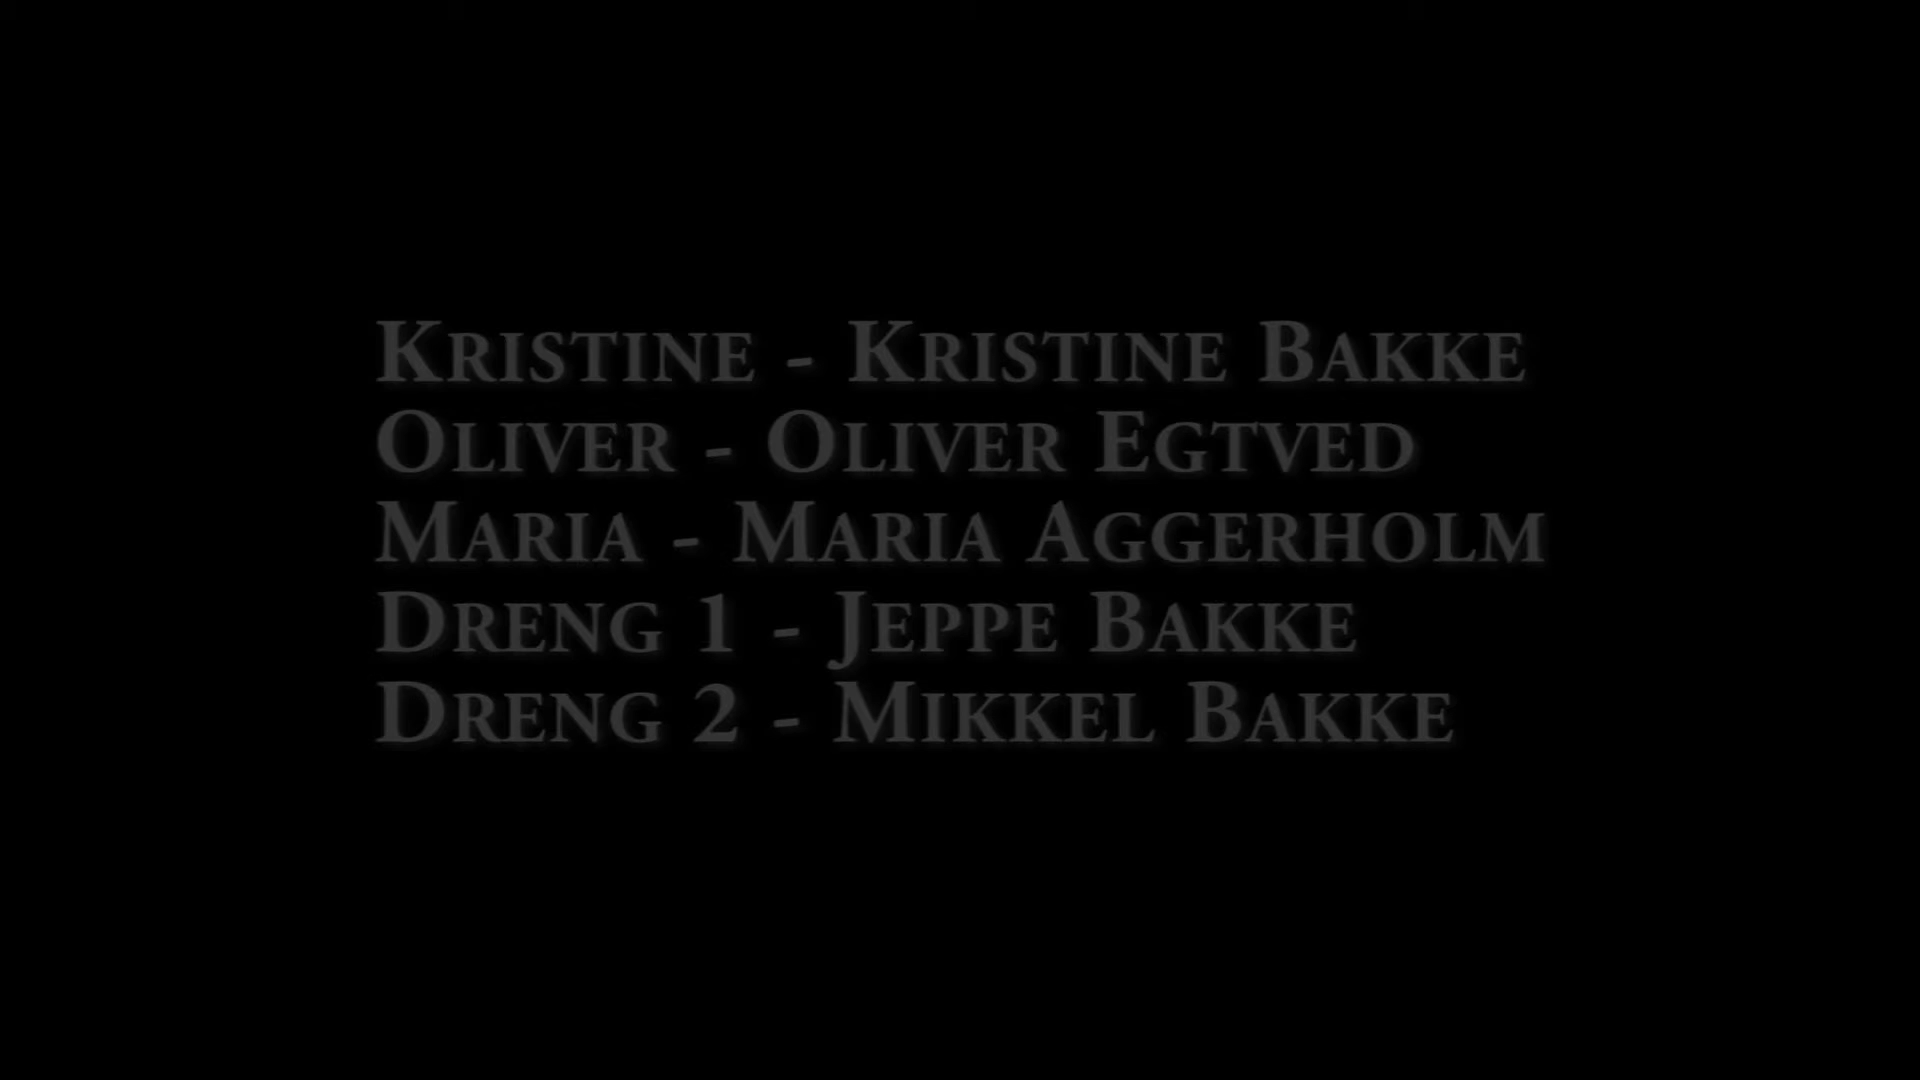 Kristine - Kristine Bakke
Oliver - Oliver Egtved
Maria - Maria Aggerholm
Dreng 1 - Jeppe Bakke
Dreng 2 - Mikkel Bakke